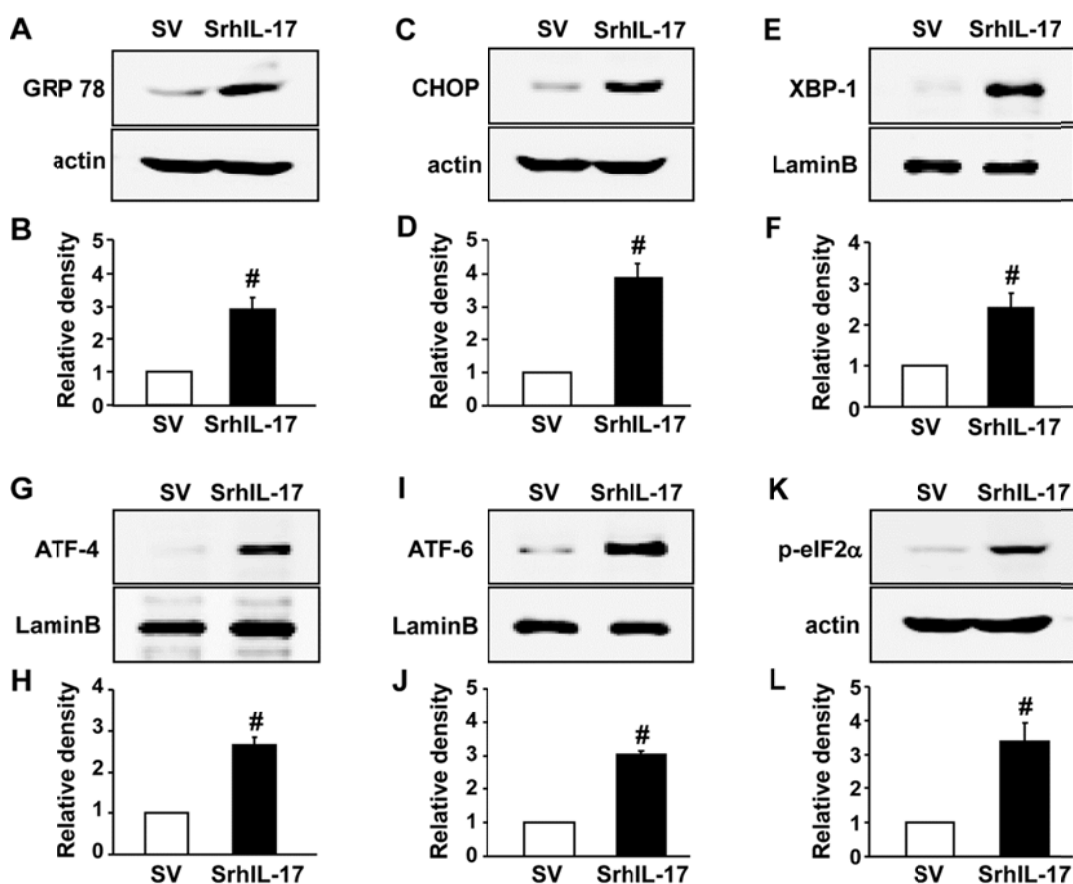 A SV SrhIL-17
GRP 78
actin
B
Relative density
5
4
3
2
1
0
#
SV SrhIL-17
C SV SrhIL-17
CHOP
actin
D
Relative density
5
4
3
2
1
0
#
SV SrhIL-17
E SV SrhIL-17
XBP-1
LaminB
F
Relative density
4
3
2
1
0
#
SV SrhIL-17
G SV SrhIL-17
ATF-4
LaminB
H
Relative density
4
3
2
1
0
#
SV SrhIL-17
I SV SrhIL-17
ATF-6
LaminB
J
Relative density
5
4
3
2
1
0
#
SV SrhIL-17
K SV SrhIL-17
p-eIF2α
actin
L
Relative density
5
4
3
2
1
0
#
SV SrhIL-17